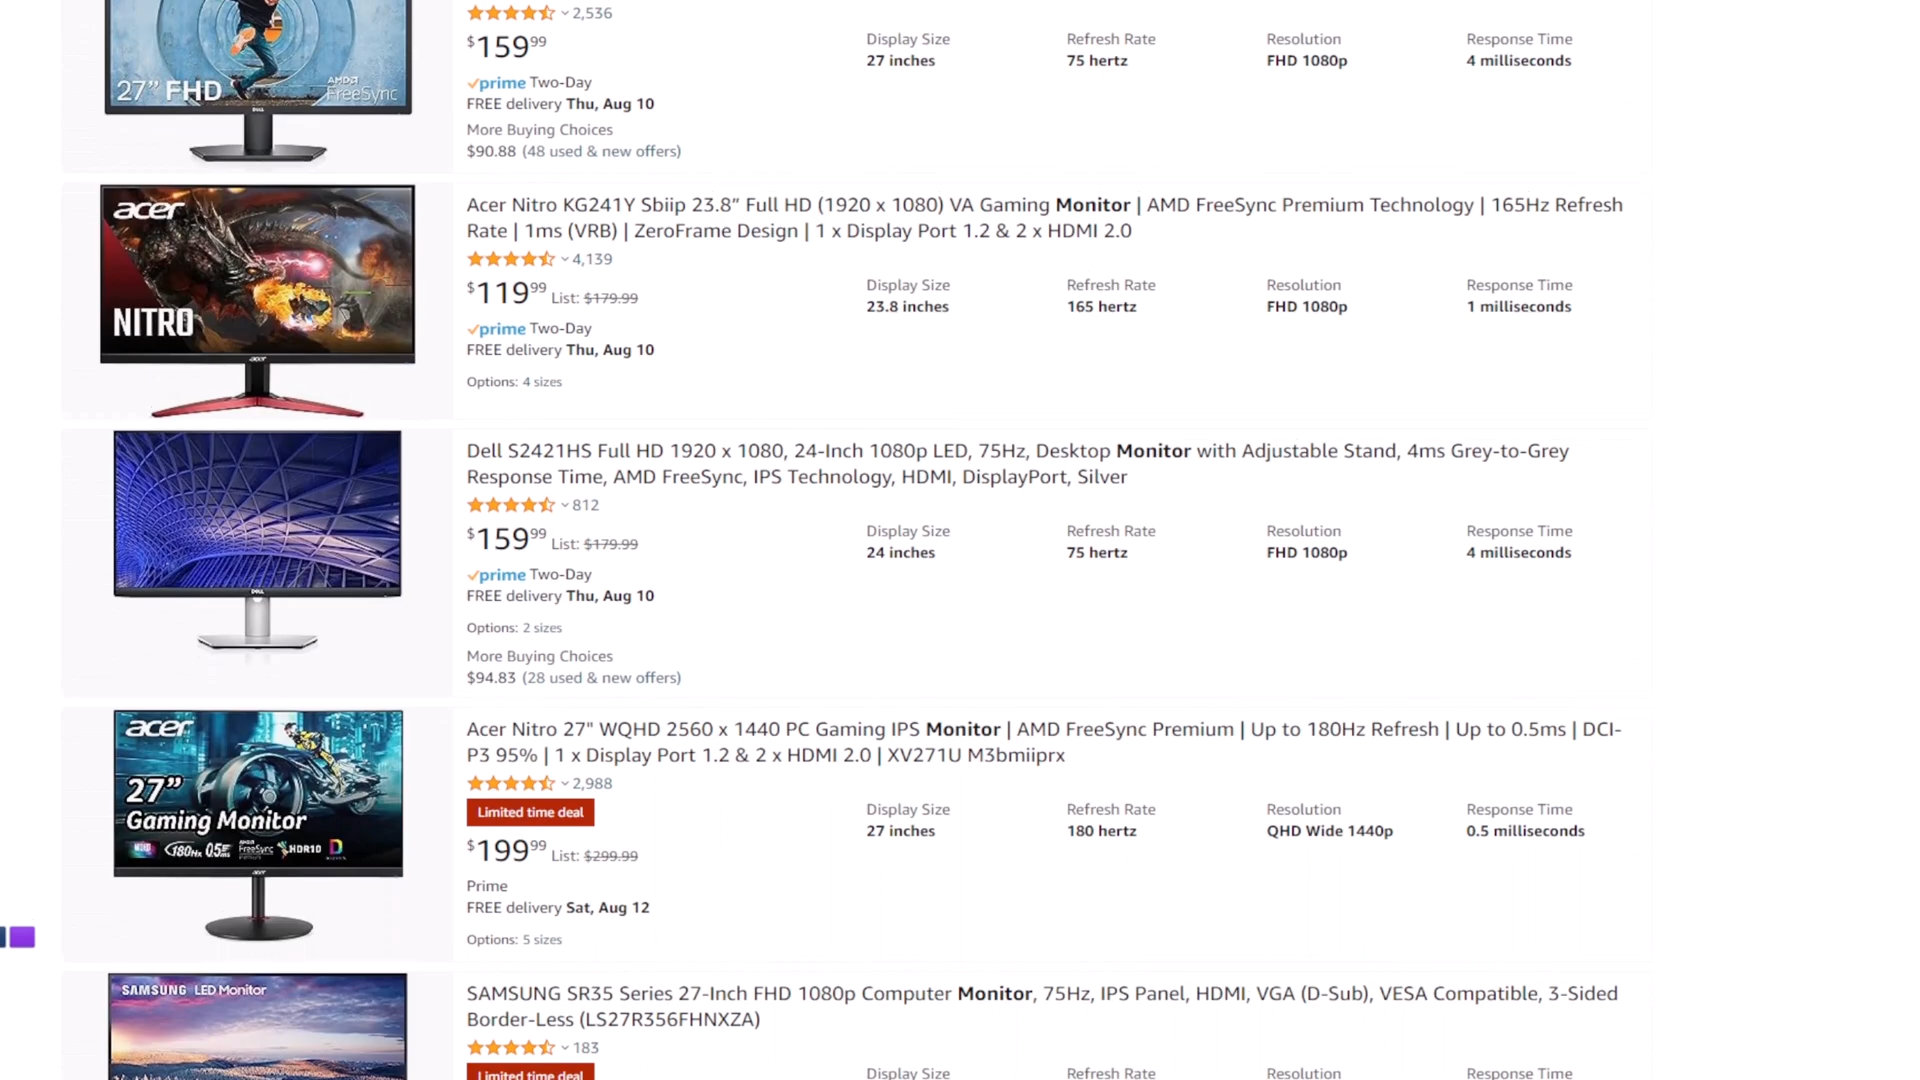 2,536
$159.99
Display Size
27 inches
Refresh Rate
75 hertz
Resolution
FHD 1080p
Response Time
4 milliseconds
prime Two-Day
FREE delivery Thu, Aug 10
More Buying Choices
$90.88 (48 used & new offers)
27” FHD
AMD
FreeSync
DELL
Acer Nitro KG241Y Sbiip 23.8” Full HD (1920 x 1080) VA Gaming Monitor | AMD FreeSync Premium Technology | 165Hz Refresh
Rate | 1ms (VRB) | ZeroFrame Design | 1 x Display Port 1.2 & 2 x HDMI 2.0
4,139
$119.99 List: $179.99
Display Size
23.8 inches
Refresh Rate
165 hertz
Resolution
FHD 1080p
Response Time
1 milliseconds
prime Two-Day
FREE delivery Thu, Aug 10
Options: 4 sizes
acer
NITRO
acer
Dell S2421HS Full HD 1920 x 1080, 24-Inch 1080p LED, 75Hz, Desktop Monitor with Adjustable Stand, 4ms Grey-to-Grey
Response Time, AMD FreeSync, IPS Technology, HDMI, DisplayPort, Silver
812
$159.99 List: $179.99
Display Size
24 inches
Refresh Rate
75 hertz
Resolution
FHD 1080p
Response Time
4 milliseconds
prime Two-Day
FREE delivery Thu, Aug 10
Options: 2 sizes
More Buying Choices
$94.83 (28 used & new offers)
DELL
Acer Nitro 27" WQHD 2560 x 1440 PC Gaming IPS Monitor | AMD FreeSync Premium | Up to 180Hz Refresh | Up to 0.5ms | DCI-
P3 95% | 1 x Display Port 1.2 & 2 x HDMI 2.0 | XV271U M3bmiiprx
2,988
Limited time deal
$199.99 List: $299.99
Display Size
27 inches
Refresh Rate
180 hertz
Resolution
QHD Wide 1440p
Response Time
0.5 milliseconds
Prime
FREE delivery Sat, Aug 12
Options: 5 sizes
acer
27”
Gaming Monitor
180Hz 0.5ms AMD FreeSync HDR10
acer
SAMSUNG SR35 Series 27-Inch FHD 1080p Computer Monitor, 75Hz, IPS Panel, HDMI, VGA (D-Sub), VESA Compatible, 3-Sided
Border-Less (LS27R356FHNXZA)
183
Limited time deal
Display Size
Refresh Rate
Resolution
Response Time
SAMSUNG LED Monitor